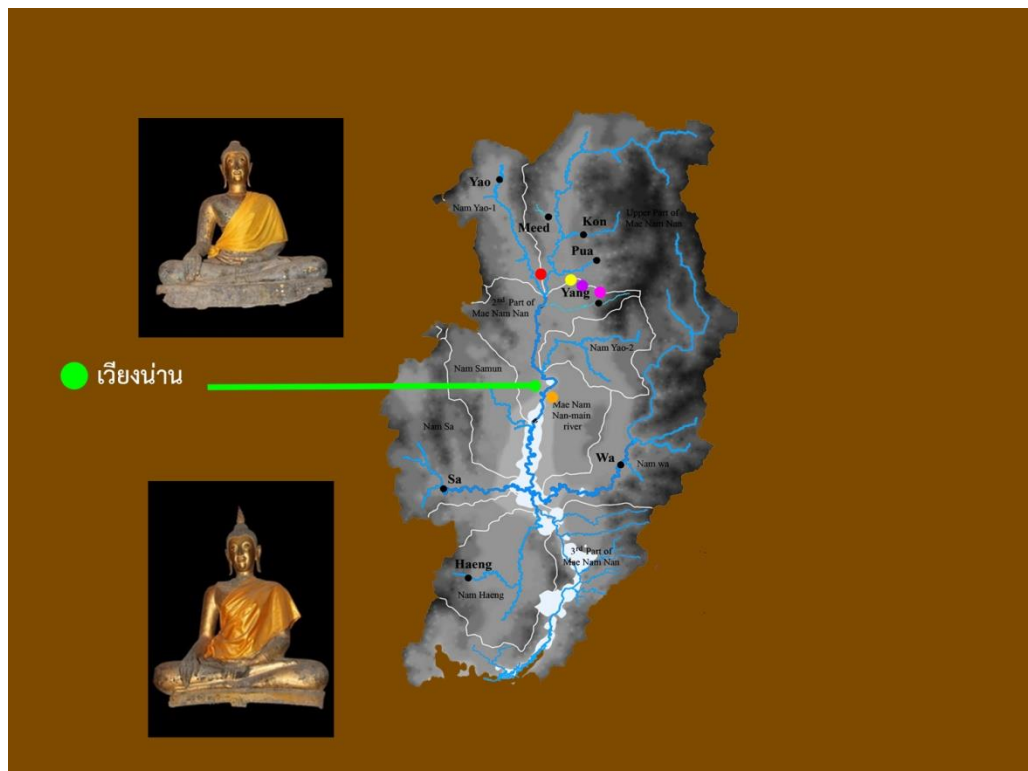 Yao
Nam Yao-1
Meed
Kon
Upper Part of
Mae Nam Nan
Pua
Yang
2nd Part of
Mae Nam Nan
Nam Yao-2
Nam Samun
เวียงน่าน
Mae Nam
Nan-main
river
Nam Sa
Wa
Nam wa
Sa
3rd Part of
Mae Nam Nan
Haeng
Nam Haeng